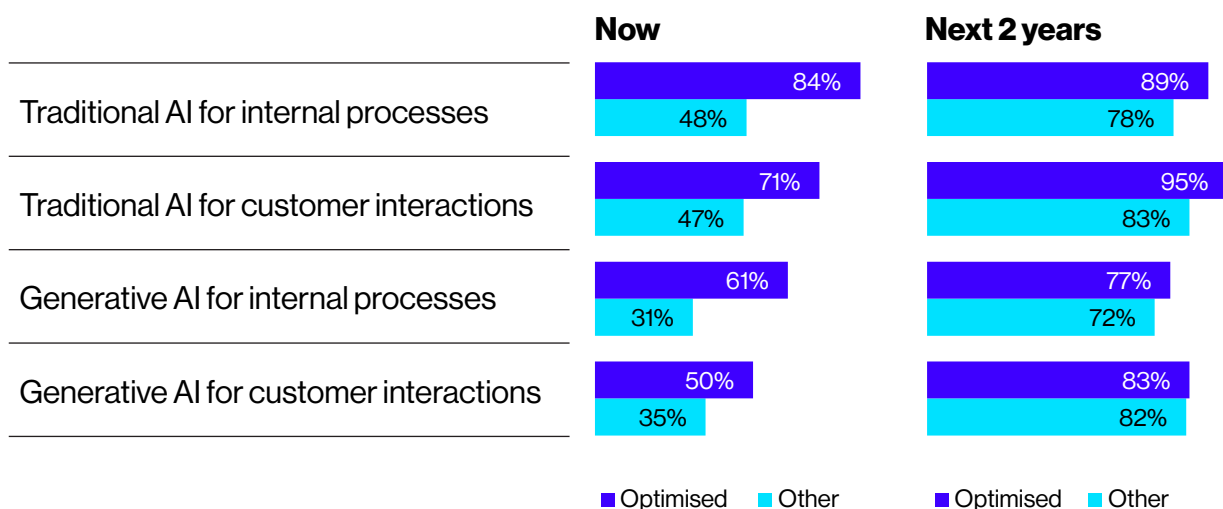 Now Next 2 years
Traditional AI for internal processes
84%
48%
89%
78%
Traditional AI for customer interactions
71%
47%
95%
83%
Generative AI for internal processes
61%
31%
77%
72%
Generative AI for customer interactions
50%
35%
83%
82%
Optimised Other Optimised Other